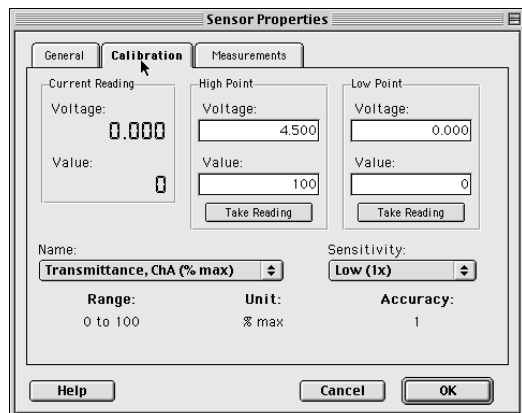 Sensor Properties
General
Calibration
Measurements
Current Reading
Voltage:
0.000
Value:
0
High Point
Voltage:
4.500
Value:
100
Take Reading
Low Point
Voltage:
0.000
Value:
0
Take Reading
Name:
Transmittance, ChA (% max)
Sensitivity:
Low (1x)
Range:
Unit:
Accuracy:
0 to 100
% max
1
Help
Cancel
OK